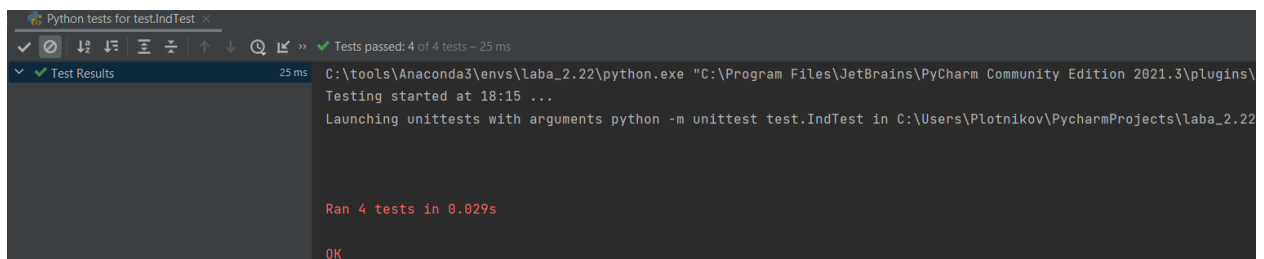 Python tests for test.IndTest
Tests passed: 4 of 4 tests – 25 ms
Test Results 25 ms
C:\tools\Anaconda3\envs\laba_2.22\python.exe "C:\Program Files\JetBrains\PyCharm Community Edition 2021.3\plugins\
Testing started at 18:15 ...
Launching unittests with arguments python -m unittest test.IndTest in C:\Users\Plotnikov\PycharmProjects\laba_2.22
Ran 4 tests in 0.029s
OK